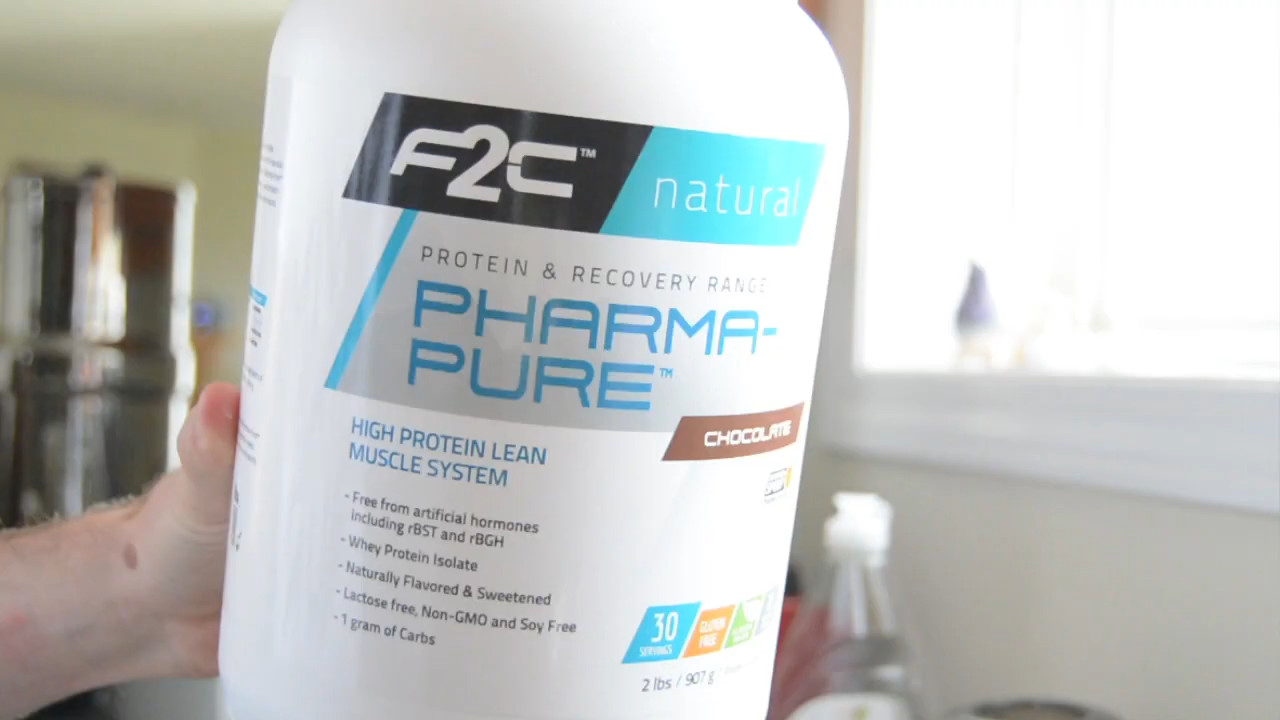 F2C™ natural
PROTEIN & RECOVERY RANGE
PHARMA-
PURE™
CHOCOLATE
HIGH PROTEIN LEAN
MUSCLE SYSTEM
- Free from artificial hormones
including rBST and rBGH
- Whey Protein Isolate
- Naturally Flavored & Sweetened
- Lactose free, Non-GMO and Soy Free
- 1 gram of Carbs
30
SERVINGS
GLUTEN
FREE
2 lbs / 907 g